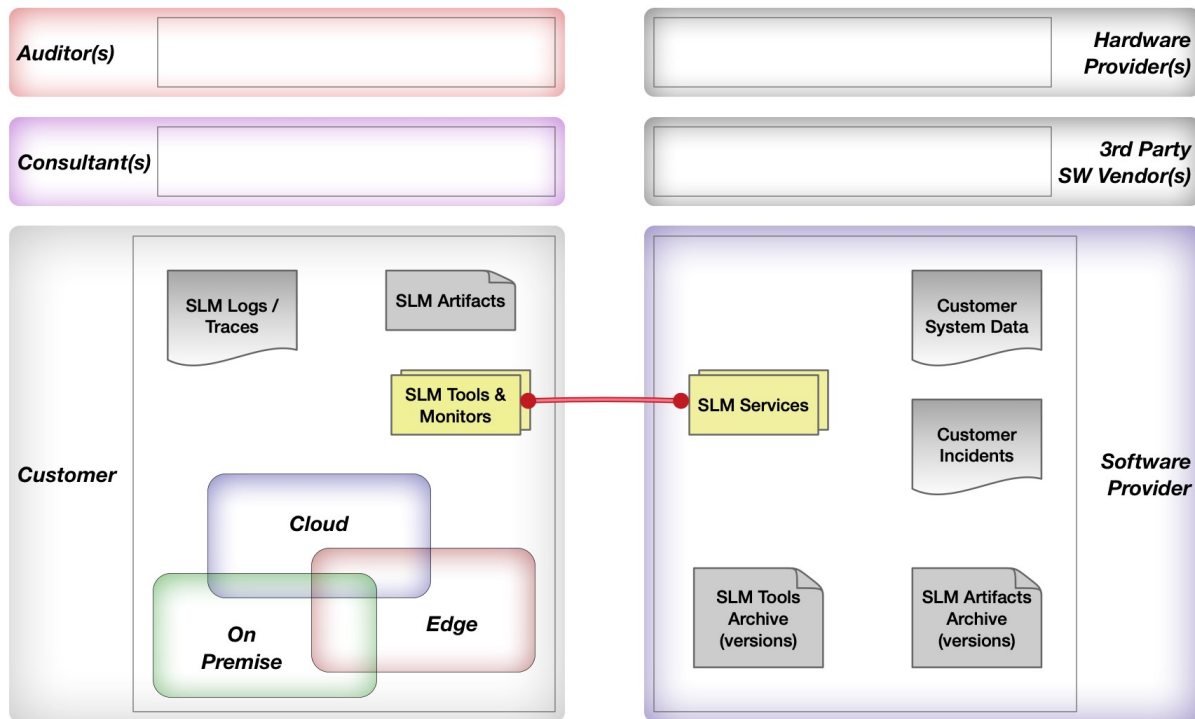 Auditor(s)
Hardware
Provider(s)
Consultant(s)
3rd Party
SW Vendor(s)
Customer
SLM Logs /
Traces
SLM Artifacts
SLM Tools &
Monitors
Cloud
Edge
On
Premise
SLM Services
Customer
System Data
Customer
Incidents
Software
Provider
SLM Tools
Archive
(versions)
SLM Artifacts
Archive
(versions)